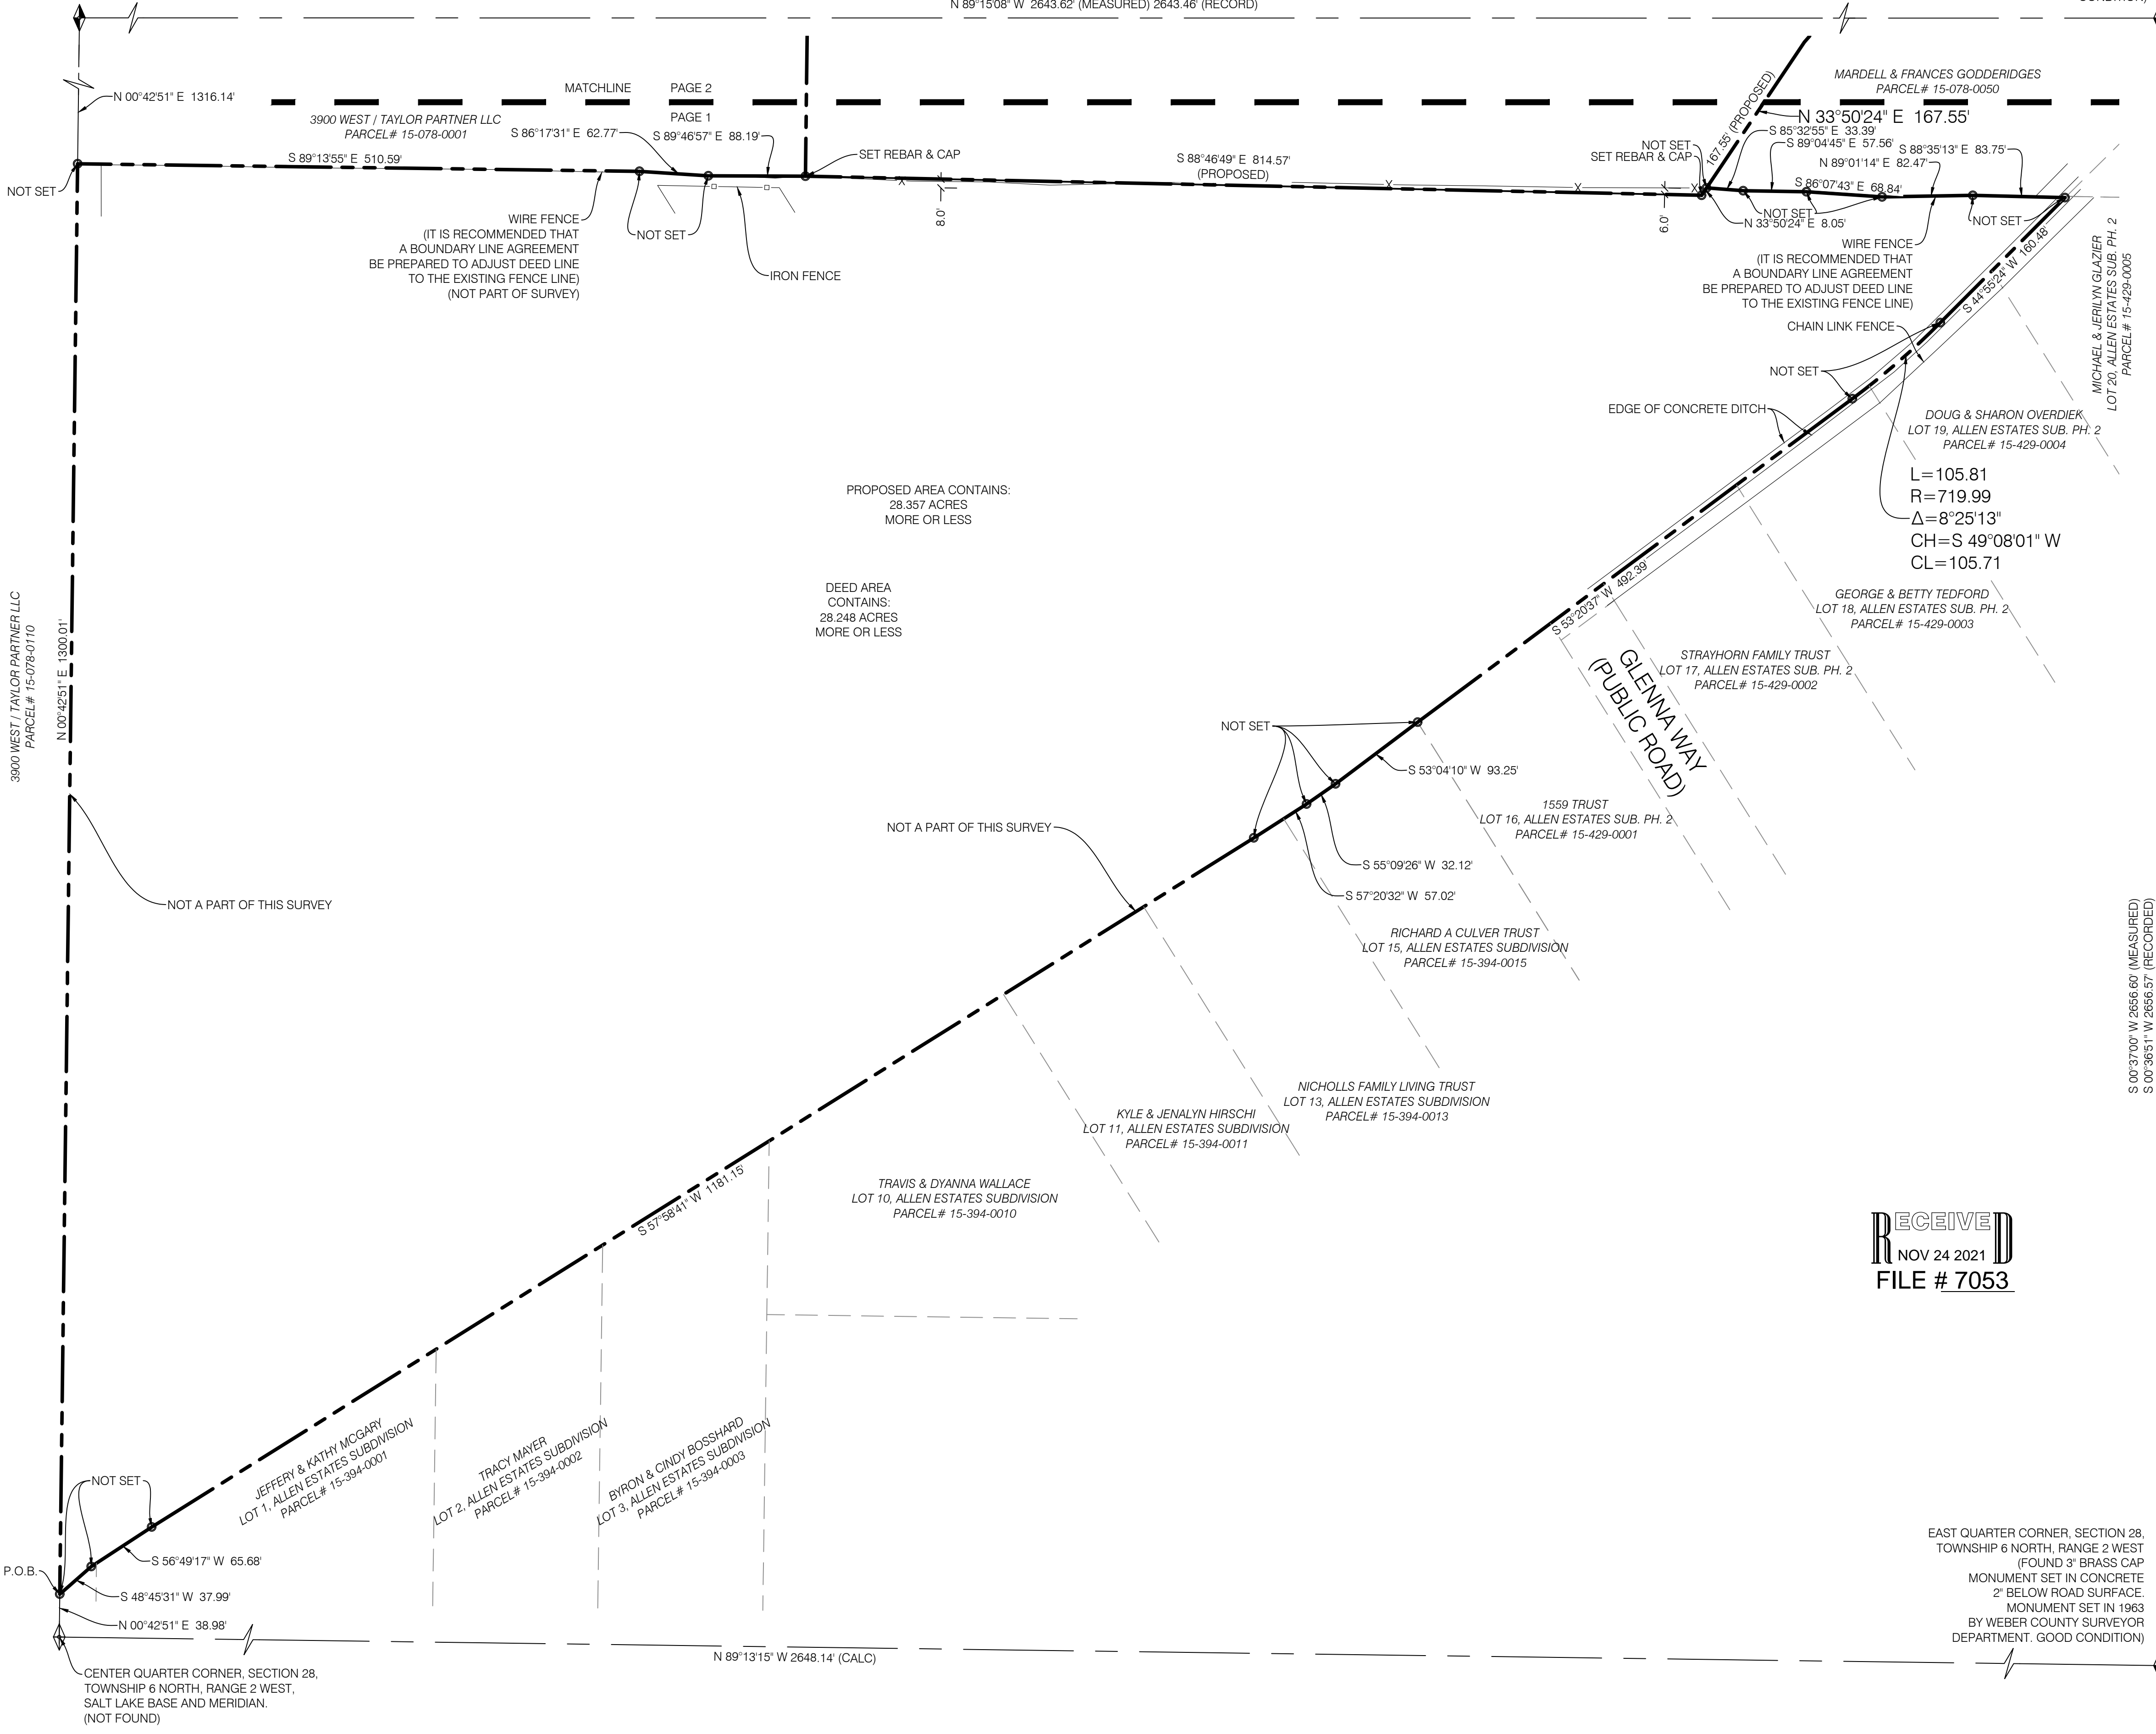 N 89°15'08" W 2643.62' (MEASURED) 2643.46' (RECORD)
N 00°42'51" E 1316.14'
MATCHLINE
PAGE 2
PAGE 1
3900 WEST / TAYLOR PARTNER LLC
PARCEL# 15-078-0001
S 86°17'31" E 62.77'
S 89°46'57" E 88.19'
SET REBAR & CAP
S 89°13'55" E 510.59'
S 88°46'49" E 814.57'
(PROPOSED)
NOT SET
8.0'
WIRE FENCE
(IT IS RECOMMENDED THAT
A BOUNDARY LINE AGREEMENT
BE PREPARED TO ADJUST DEED LINE
TO THE EXISTING FENCE LINE)
(NOT PART OF SURVEY)
NOT SET
IRON FENCE
MARDELL & FRANCES GODDERIDGES
PARCEL# 15-078-0050
167.55' (PROPOSED)
N 33°50'24" E 167.55'
NOT SET
SET REBAR & CAP
S 85°32'55" E 33.39'
S 89°04'45" E 57.56'
S 88°35'13" E 83.75'
N 89°01'14" E 82.47'
S 86°07'43" E 68.84'
NOT SET
N 33°50'24" E 8.05'
6.0'
NOT SET
WIRE FENCE
(IT IS RECOMMENDED THAT
A BOUNDARY LINE AGREEMENT
BE PREPARED TO ADJUST DEED LINE
TO THE EXISTING FENCE LINE)
S 44°55'24" W 160.48'
MICHAEL & JERILYN GLAZIER
LOT 20, ALLEN ESTATES SUB. PH. 2
PARCEL# 15-429-0005
CHAIN LINK FENCE
NOT SET
EDGE OF CONCRETE DITCH
DOUG & SHARON OVERDIEK
LOT 19, ALLEN ESTATES SUB. PH. 2
PARCEL# 15-429-0004
L=105.81
R=719.99
Δ=8°25'13"
CH=S 49°08'01" W
CL=105.71
PROPOSED AREA CONTAINS:
28.357 ACRES
MORE OR LESS
DEED AREA
CONTAINS:
28.248 ACRES
MORE OR LESS
S 53°20'37" W 492.39'
GEORGE & BETTY TEDFORD
LOT 18, ALLEN ESTATES SUB. PH. 2
PARCEL# 15-429-0003
3900 WEST / TAYLOR PARTNER LLC
PARCEL# 15-078-0110
N 00°42'51" E 1300.01'
GLENNA WAY
(PUBLIC ROAD)
STRAYHORN FAMILY TRUST
LOT 17, ALLEN ESTATES SUB. PH. 2
PARCEL# 15-429-0002
NOT SET
S 53°04'10" W 93.25'
1559 TRUST
LOT 16, ALLEN ESTATES SUB. PH. 2
PARCEL# 15-429-0001
NOT A PART OF THIS SURVEY
S 55°09'26" W 32.12'
S 57°20'32" W 57.02'
NOT A PART OF THIS SURVEY
RICHARD A CULVER TRUST
LOT 15, ALLEN ESTATES SUBDIVISION
PARCEL# 15-394-0015
S 00°37'00" W 2656.60' (MEASURED)
S 00°36'51" W 2656.57' (RECORDED)
NICHOLLS FAMILY LIVING TRUST
LOT 13, ALLEN ESTATES SUBDIVISION
PARCEL# 15-394-0013
KYLE & JENALYN HIRSCHI
LOT 11, ALLEN ESTATES SUBDIVISION
PARCEL# 15-394-0011
TRAVIS & DYANNA WALLACE
LOT 10, ALLEN ESTATES SUBDIVISION
PARCEL# 15-394-0010
S 57°58'41" W 1181.15'
RECEIVED
NOV 24 2021
FILE # 7053
JEFFERY & KATHY MCGARY
LOT 1, ALLEN ESTATES SUBDIVISION
PARCEL# 15-394-0001
TRACY MAYER
LOT 2, ALLEN ESTATES SUBDIVISION
PARCEL# 15-394-0002
BYRON & CINDY BOSSHARD
LOT 3, ALLEN ESTATES SUBDIVISION
PARCEL# 15-394-0003
NOT SET
S 56°49'17" W 65.68'
P.O.B.
S 48°45'31" W 37.99'
N 00°42'51" E 38.98'
EAST QUARTER CORNER, SECTION 28,
TOWNSHIP 6 NORTH, RANGE 2 WEST
(FOUND 3" BRASS CAP
MONUMENT SET IN CONCRETE
2" BELOW ROAD SURFACE.
MONUMENT SET IN 1963
BY WEBER COUNTY SURVEYOR
DEPARTMENT. GOOD CONDITION)
N 89°13'15" W 2648.14' (CALC)
CENTER QUARTER CORNER, SECTION 28,
TOWNSHIP 6 NORTH, RANGE 2 WEST,
SALT LAKE BASE AND MERIDIAN.
(NOT FOUND)